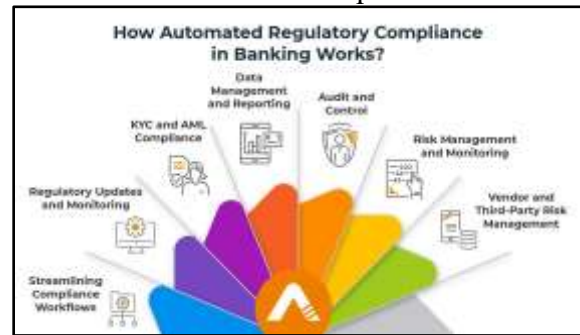 How Automated Regulatory Compliance
in Banking Works?
Data
Management
and Reporting
Audit and
Control
KYC and AML
Compliance
Risk Management
and Monitoring
Regulatory Updates
and Monitoring
Vendor and
Third-Party Risk
Management
Streamlining
Compliance
Workflows